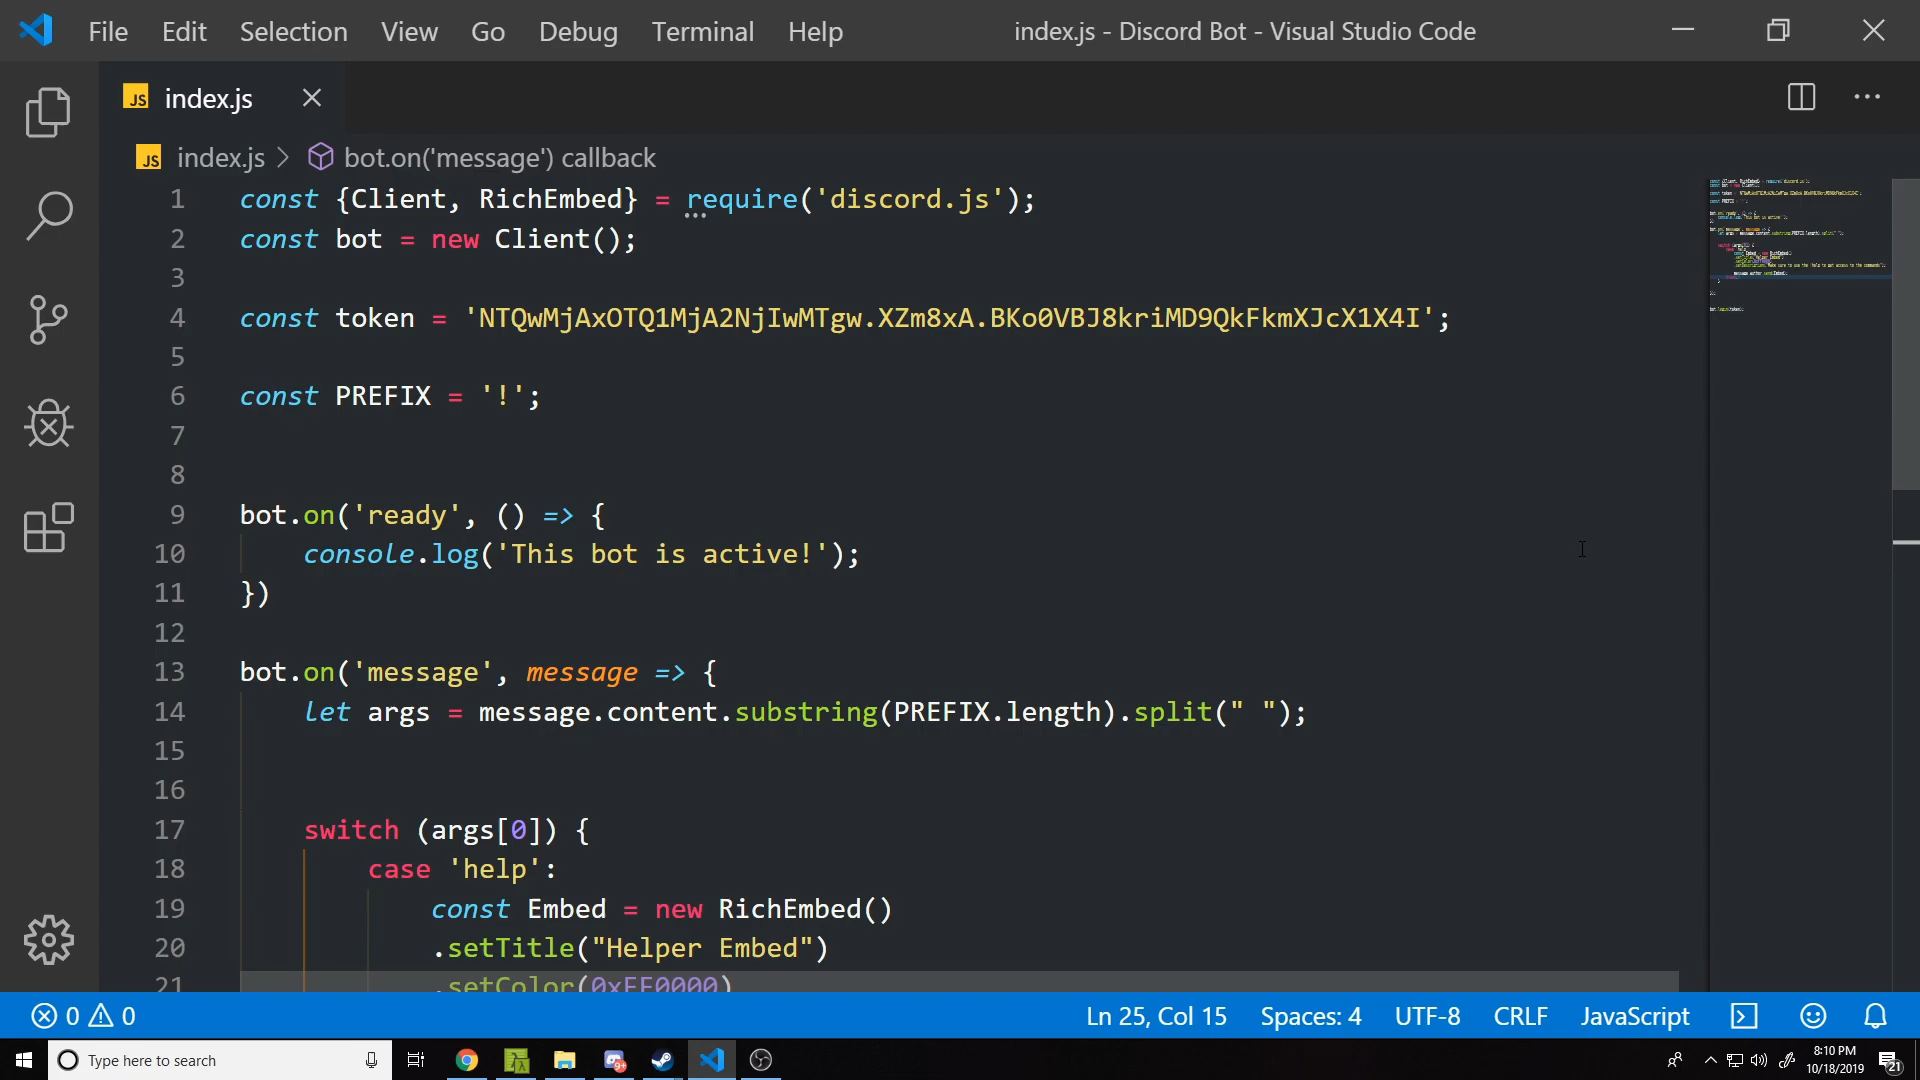 File Edit Selection View Go Debug Terminal Help index.js - Discord Bot - Visual Studio Code
JS index.js
JS index.js > bot.on('message') callback
1 const {Client, RichEmbed} = require('discord.js');
2 const bot = new Client();
3
4 const token = 'NTQwMjAxOTQ1MjA2NjIwMTgw.XZm8xA.BKo0VBJ8kriMD9QkFkmXJcX1X4I';
5
6 const PREFIX = '!';
7
8
9 bot.on('ready', () => {
10 console.log('This bot is active!');
11 })
12
13 bot.on('message', message => {
14 let args = message.content.substring(PREFIX.length).split(" ");
15
16
17 switch (args[0]) {
18 case 'help':
19 const Embed = new RichEmbed()
20 .setTitle("Helper Embed")
21 .setColor(0xFF0000)
0 0 Ln 25, Col 15 Spaces: 4 UTF-8 CRLF JavaScript
Type here to search 9+ 8:10 PM
10/18/2019 21